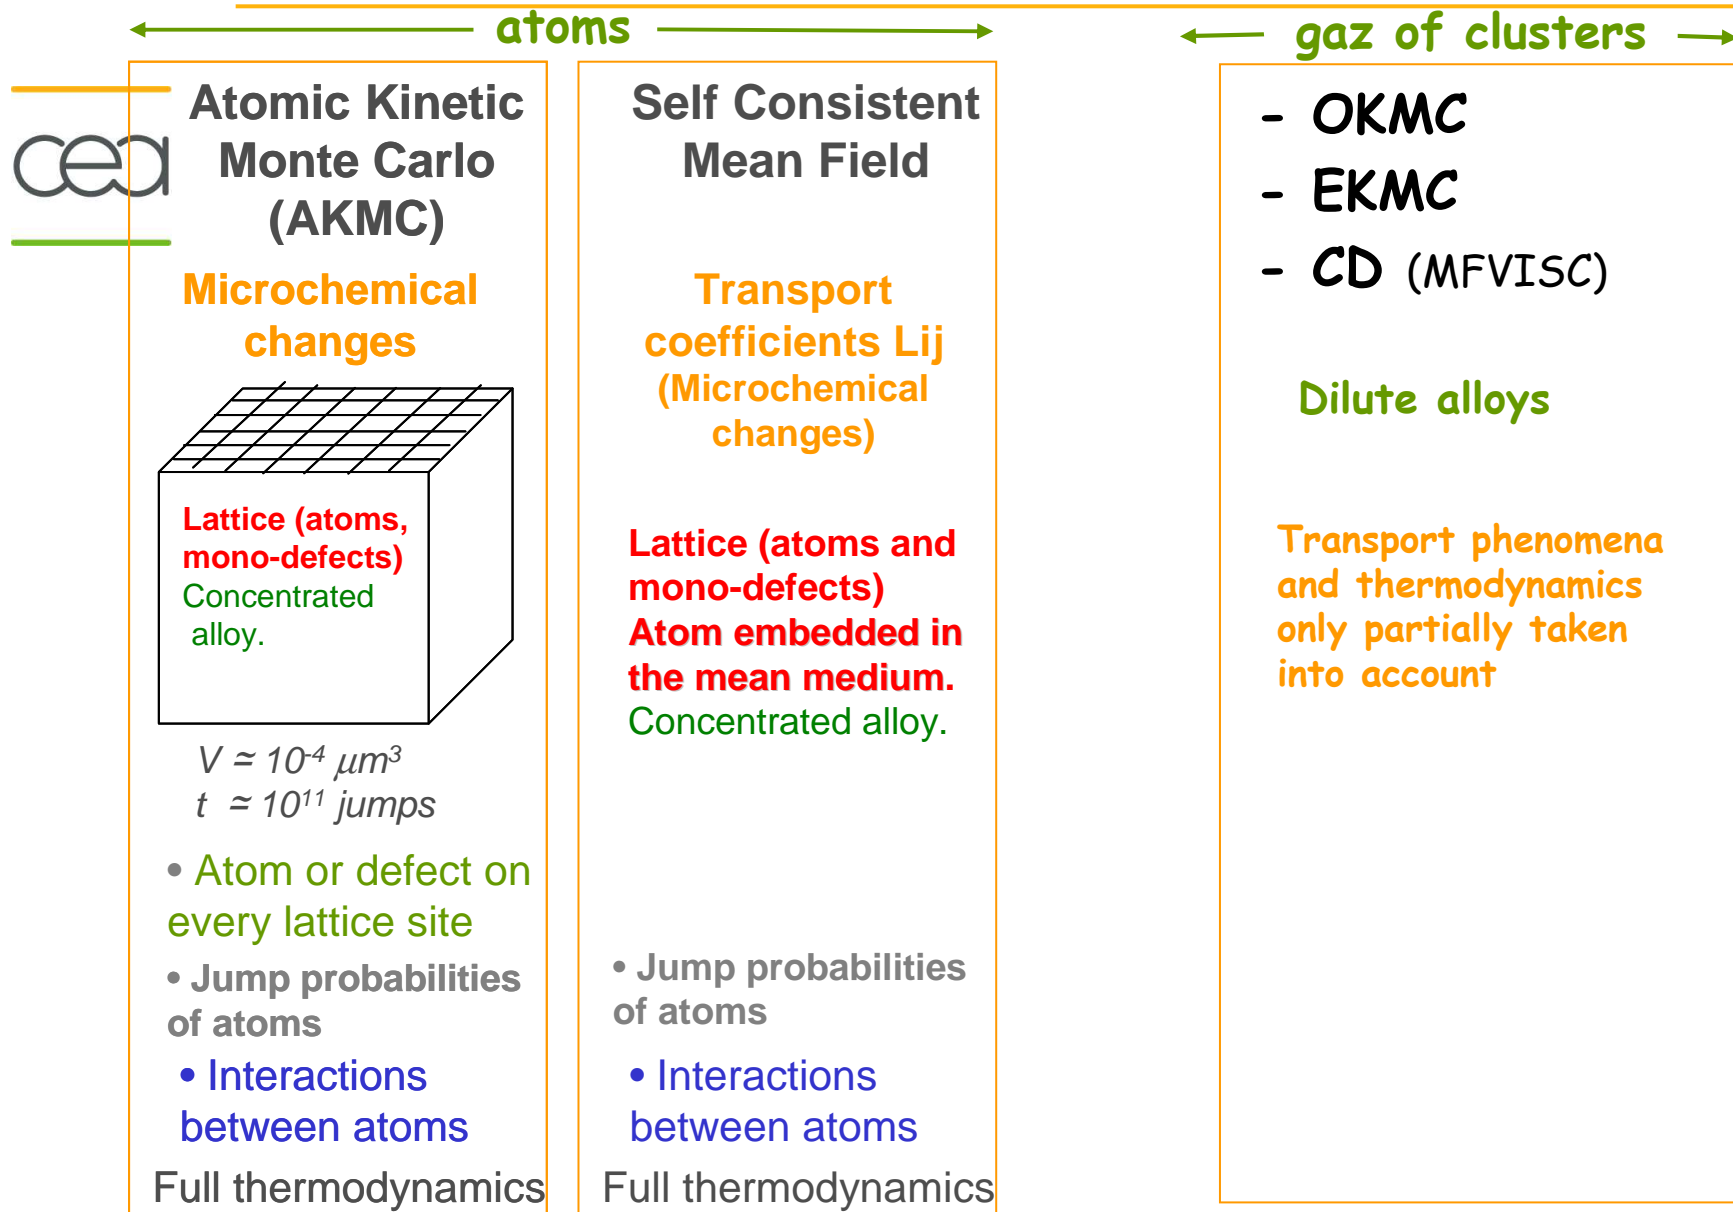 atoms
gaz of clusters
cea
Atomic Kinetic
Monte Carlo
(AKMC)
Microchemical
changes
Lattice (atoms,
mono-defects)
Concentrated
alloy.
V ≃ 10⁻⁴ μm³
t ≃ 10¹¹ jumps
• Atom or defect on
every lattice site
• Jump probabilities
of atoms
• Interactions
between atoms
Full thermodynamics
Self Consistent
Mean Field
Transport
coefficients Lij
(Microchemical
changes)
Lattice (atoms and
mono-defects)
Atom embedded in
the mean medium.
Concentrated alloy.
• Jump probabilities
of atoms
• Interactions
between atoms
Full thermodynamics
- OKMC
- EKMC
- CD (MFVISC)
Dilute alloys
Transport phenomena
and thermodynamics
only partially taken
into account